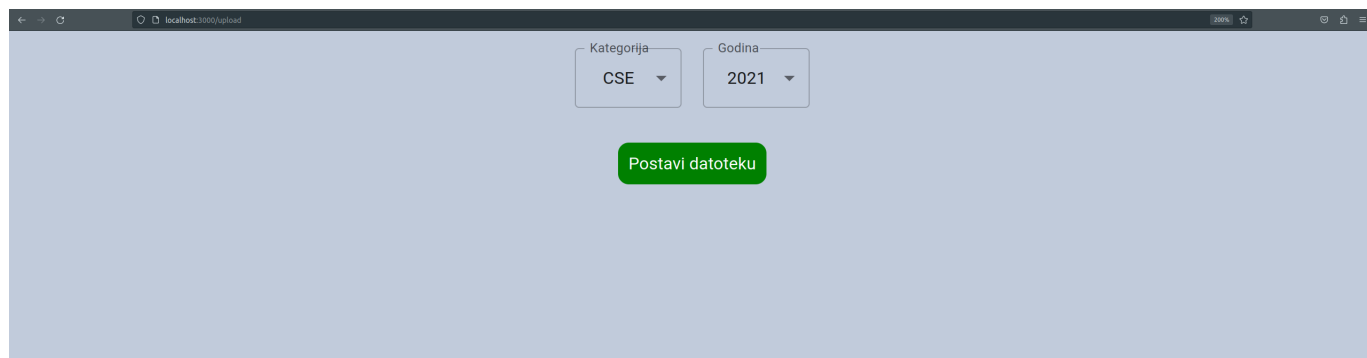 localhost:3000/upload
200%
Kategorija
Godina
CSE
2021
Postavi datoteku